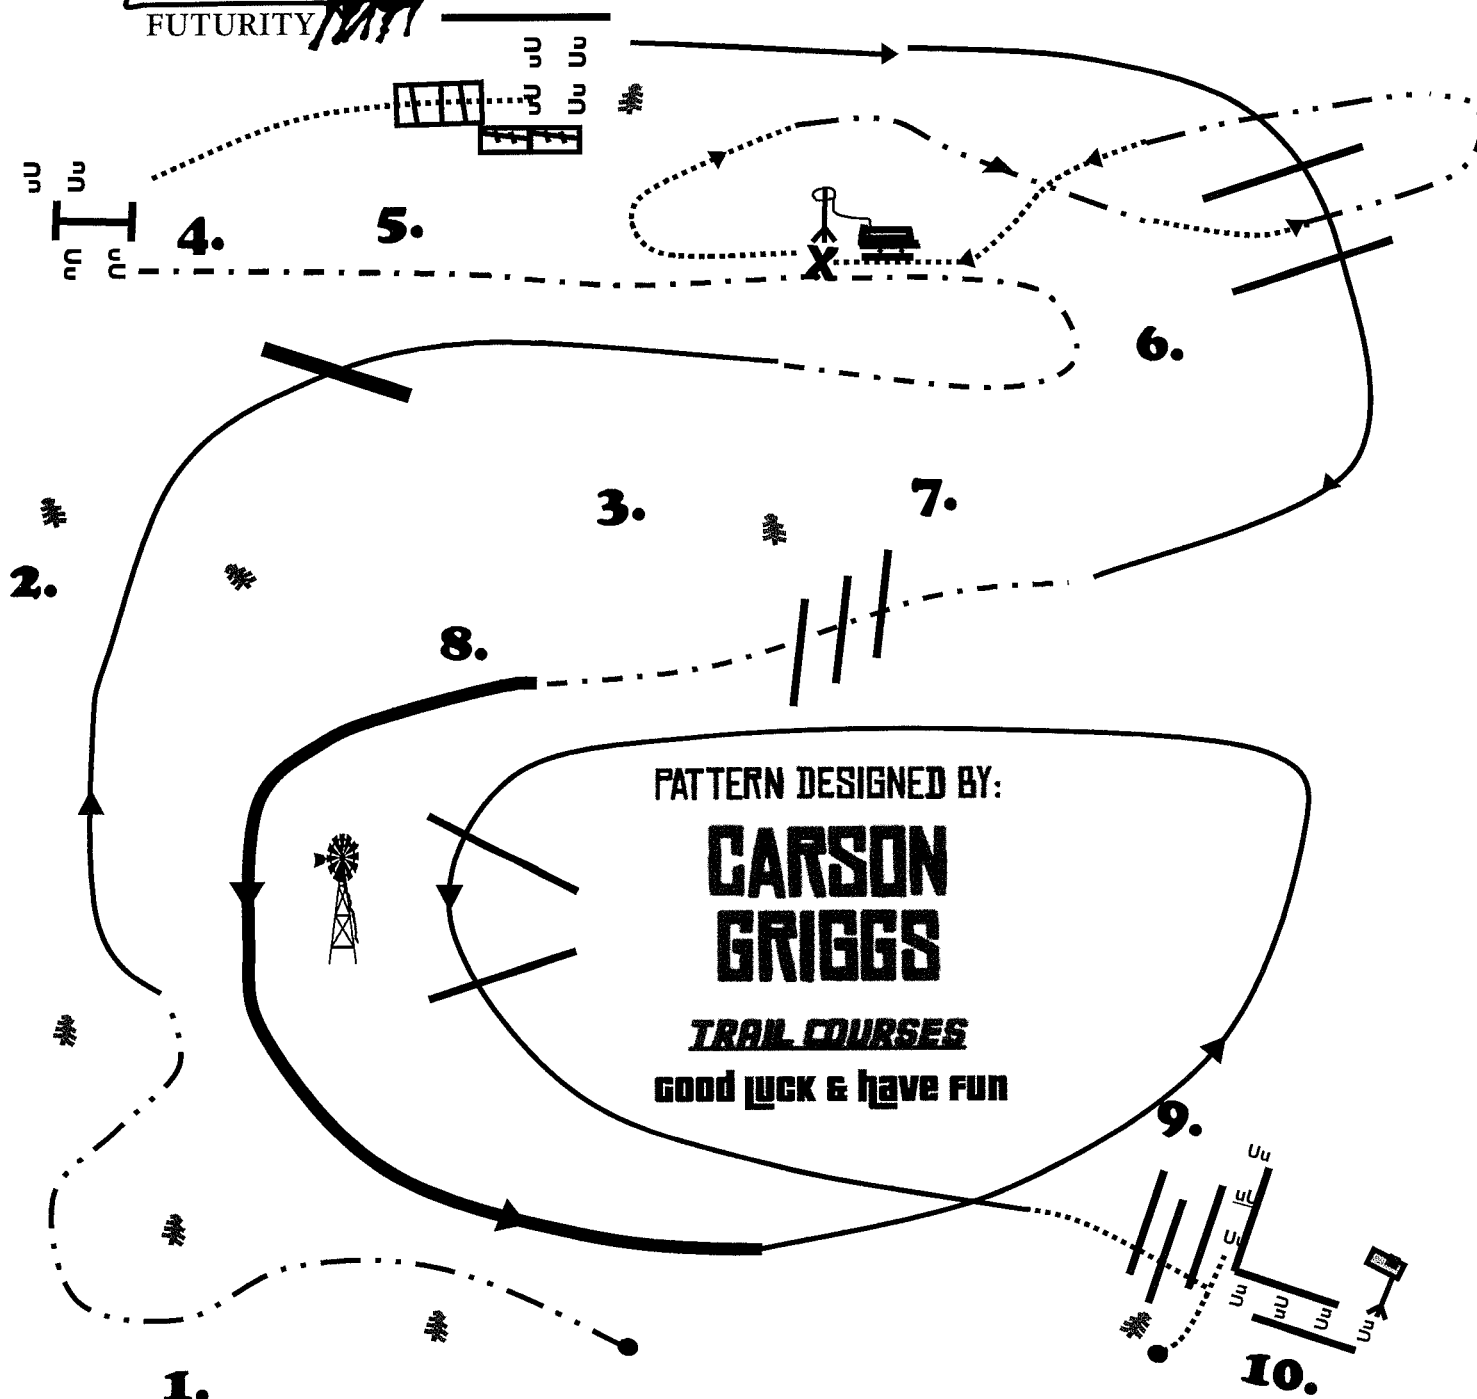 FUTURITY
4.
5.
X
6.
3.
7.
2.
8.
PATTERN DESIGNED BY:
CARSON
GRIGGS
TRAIL COURSES
GOOD LUCK & HAVE FUN
9.
10.
1.